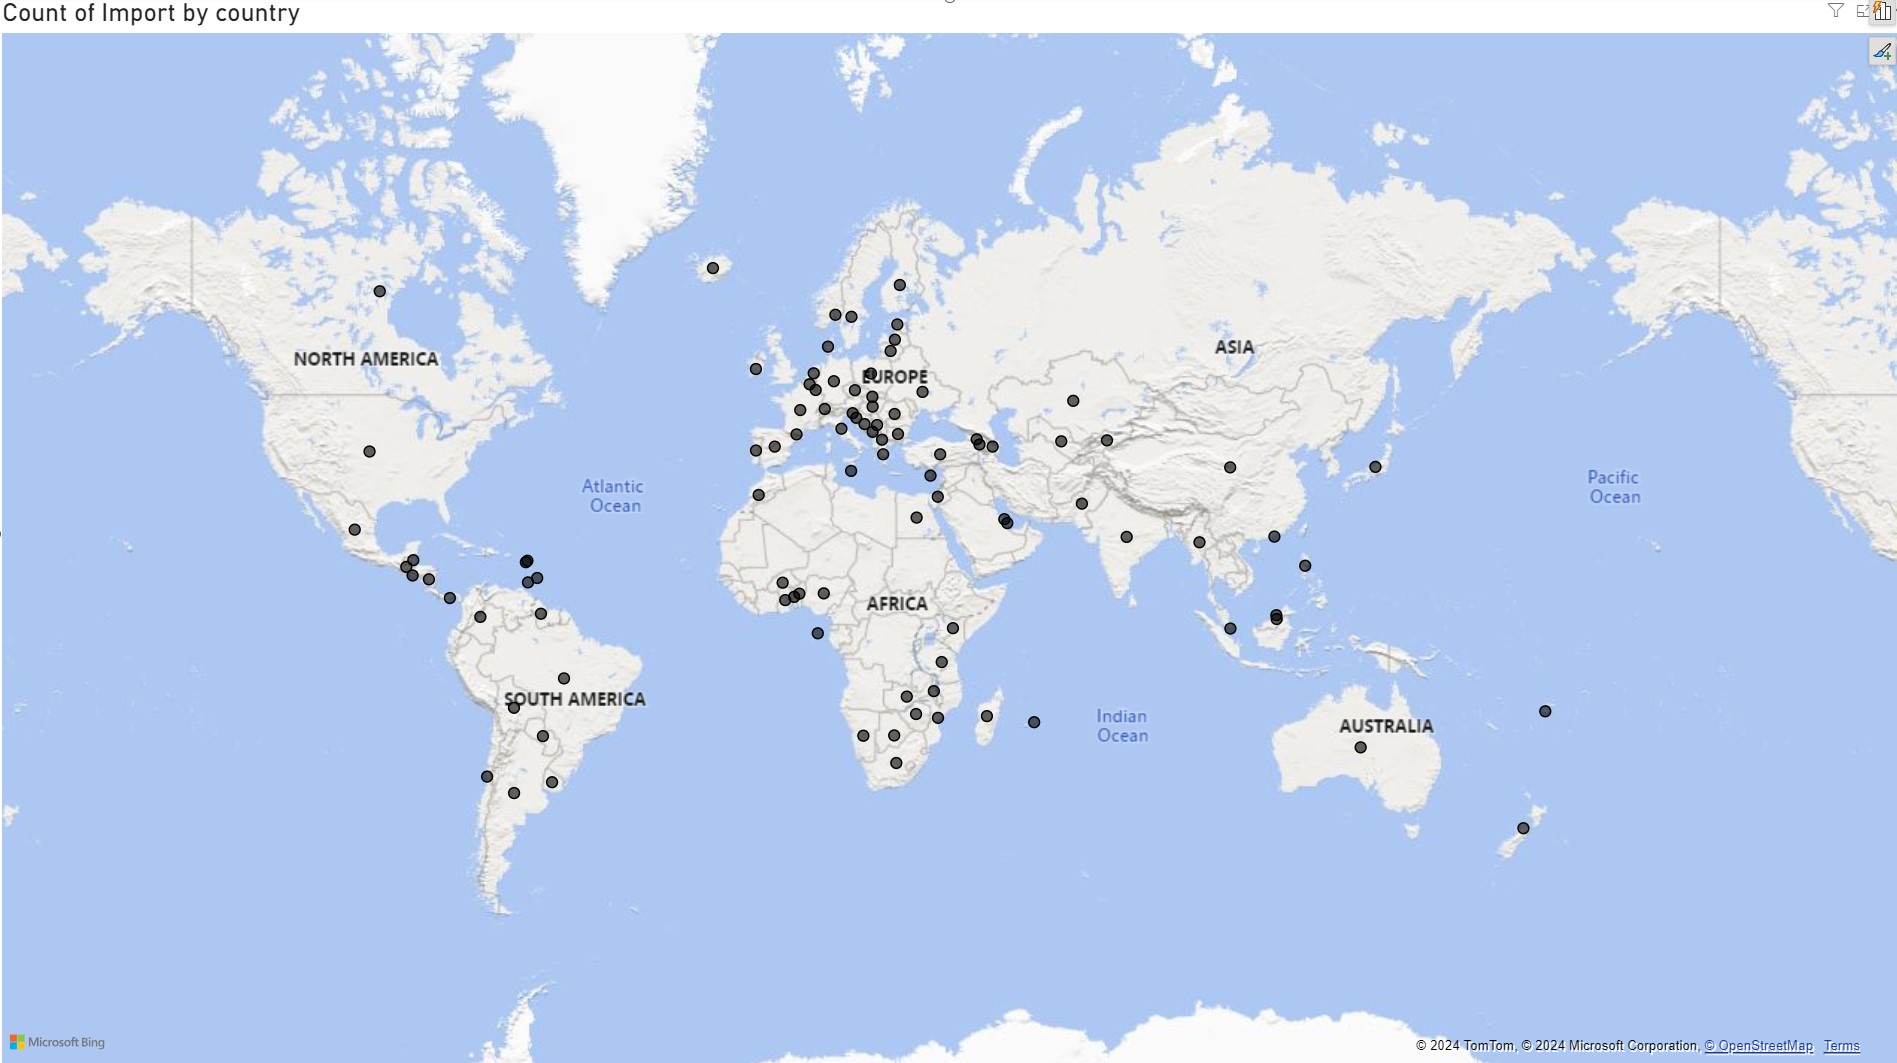 Count of Import by country
NORTH AMERICA
ASIA
EUROPE
Atlantic
Ocean
Pacific
Ocean
AFRICA
SOUTH AMERICA
Indian
Ocean
AUSTRALIA
Microsoft Bing
© 2024 TomTom, © 2024 Microsoft Corporation, © OpenStreetMap Terms